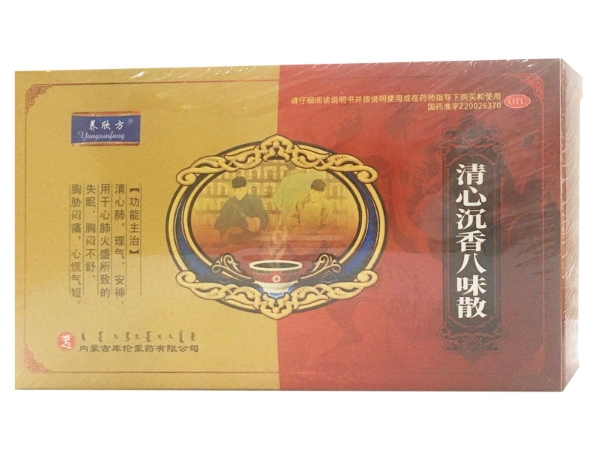 请仔细阅读说明书并按说明使用或在药师指导下购买和使用
国药准字Z20026370
OTC
养欣方
Yangxinfang
清心沉香八味散
【功能主治】
清心肺，理气，安神。
用于心肺火盛所致的
失眠，胸闷不舒，
胸胁闷痛，心慌气短。
内蒙古库伦蒙药有限公司